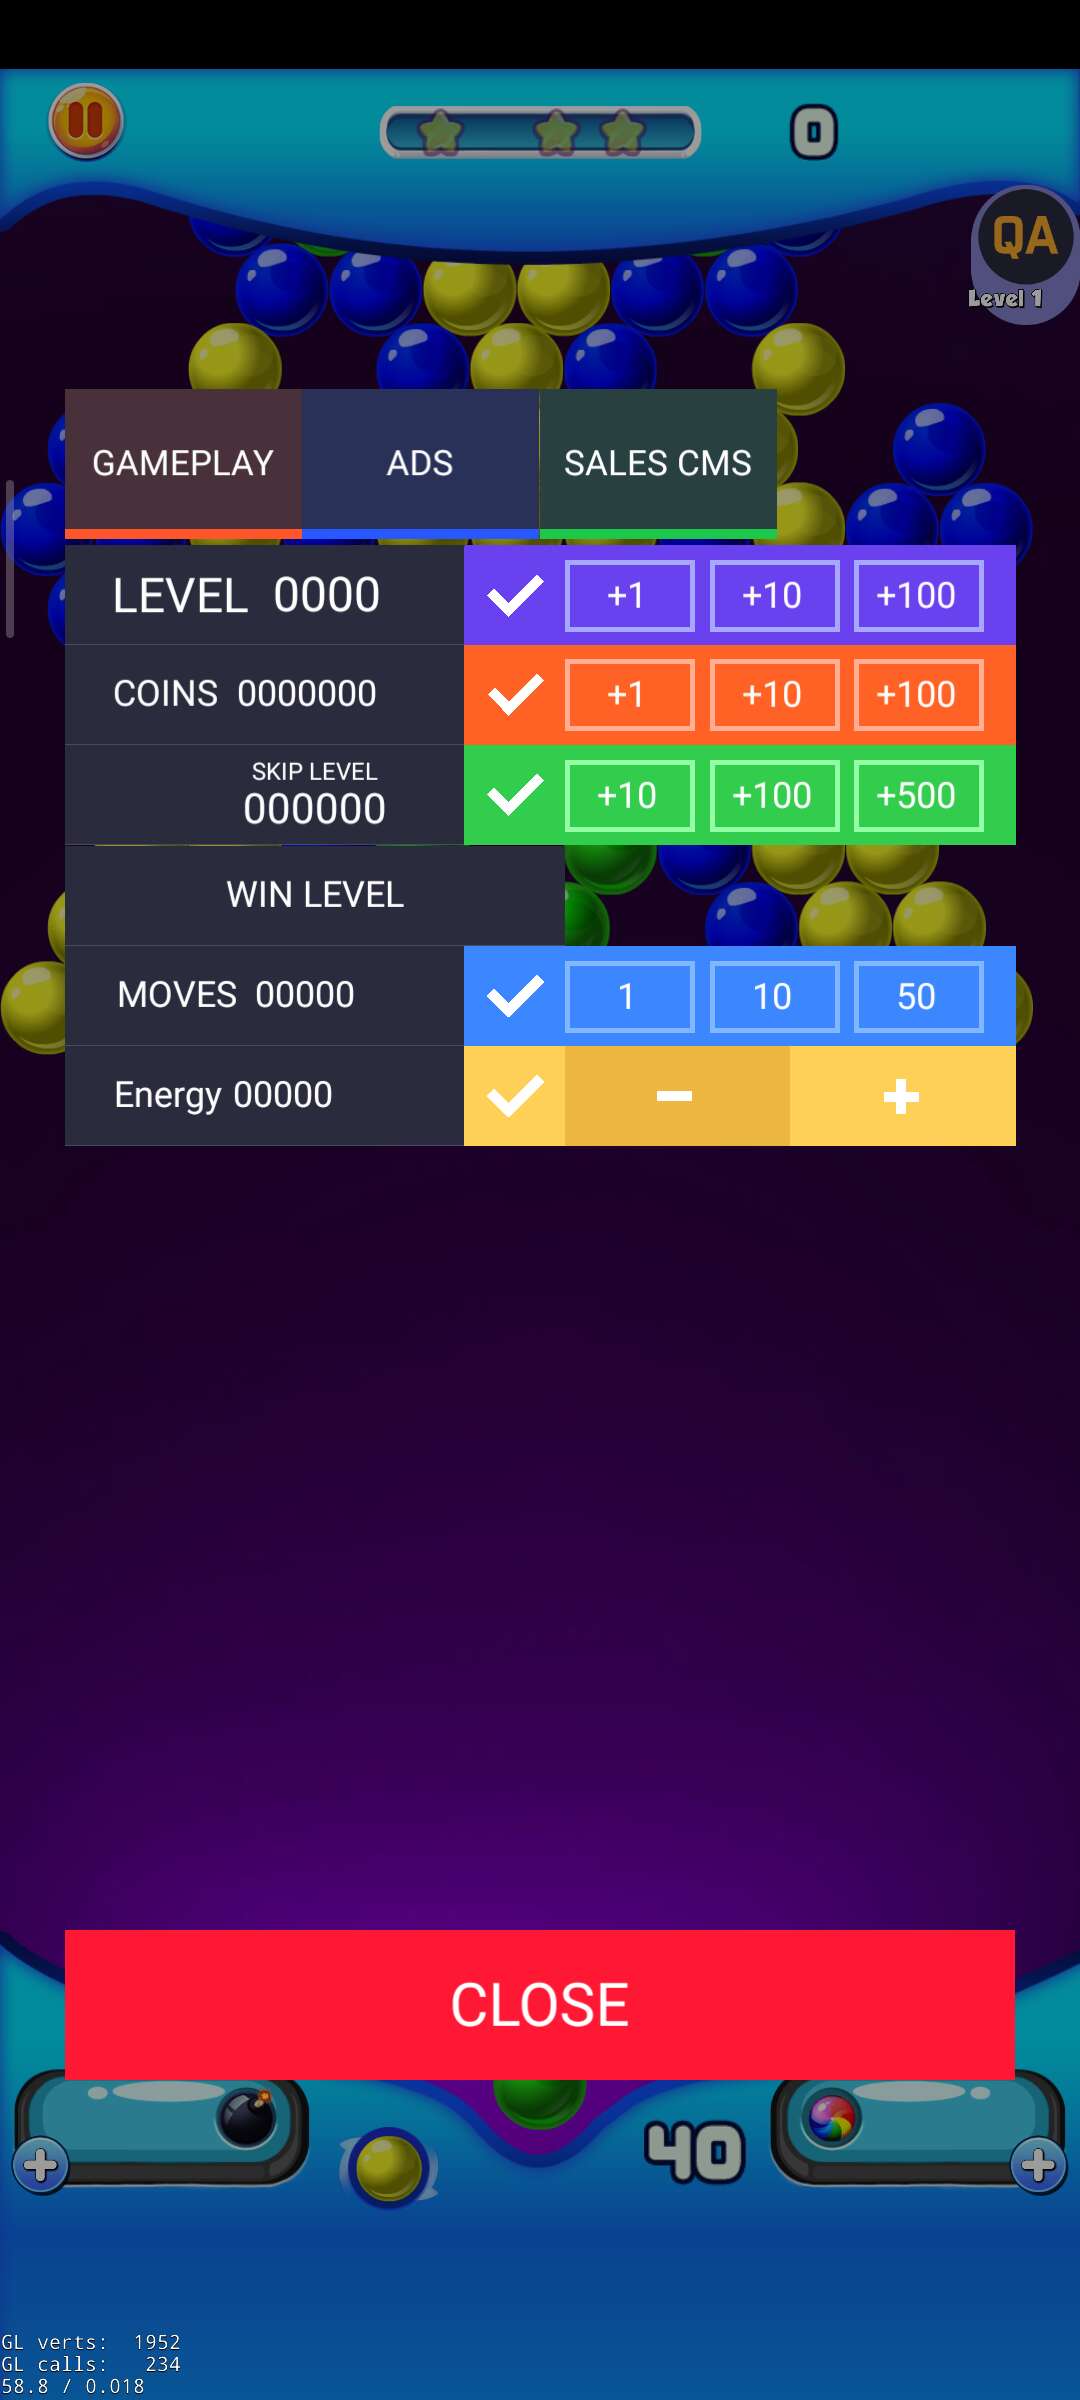 0
QA
Level 1
GAMEPLAY ADS SALES CMS
LEVEL 0000 +1 +10 +100
COINS 0000000 +1 +10 +100
SKIP LEVEL
000000 +10 +100 +500
WIN LEVEL
MOVES 00000 1 10 50
Energy 00000 - +
CLOSE
40
GL verts: 1952
GL calls: 234
58.8 / 0.018